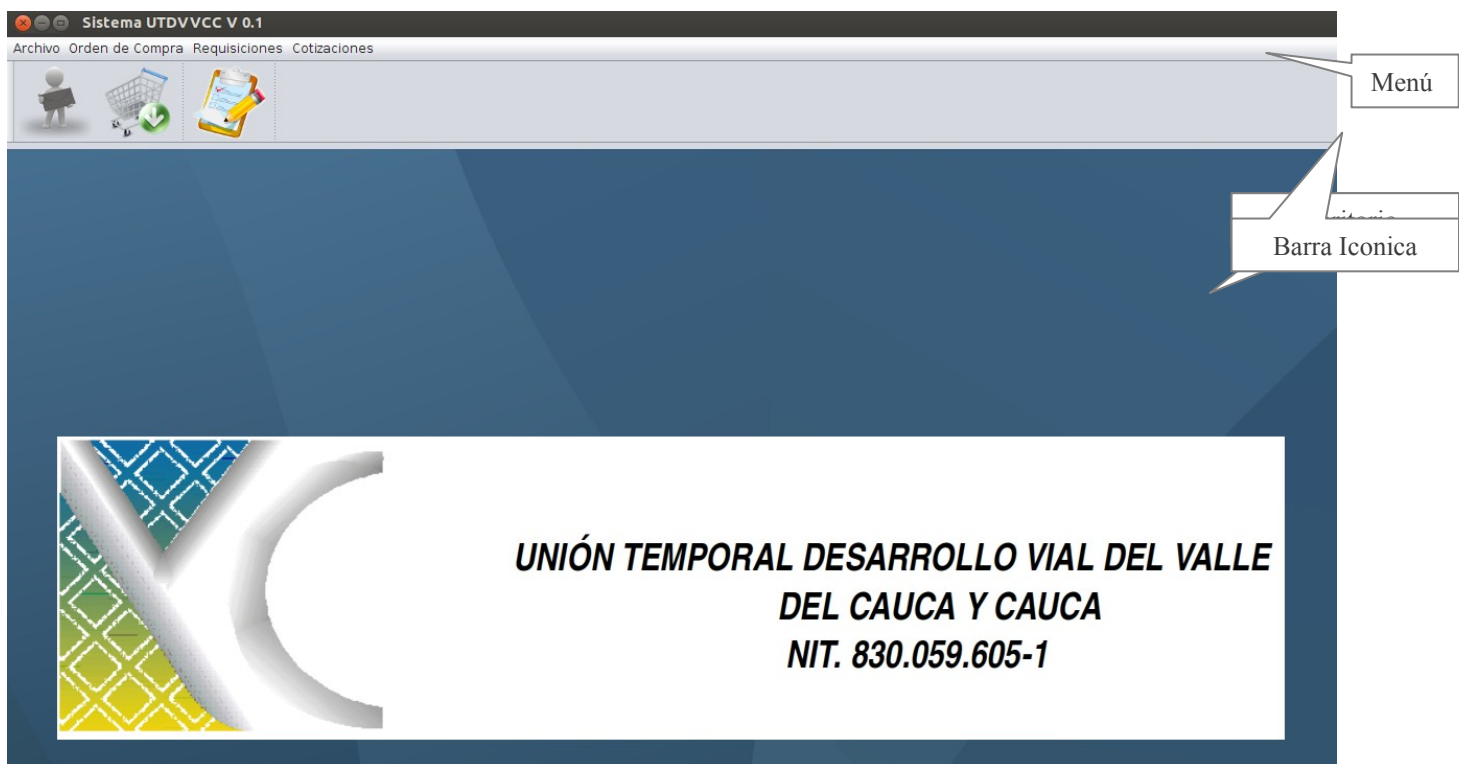 Sistema UTDVVCC V 0.1
Archivo Orden de Compra Requisiciones Cotizaciones
Menú
Barra Iconica
UNIÓN TEMPORAL DESARROLLO VIAL DEL VALLE
DEL CAUCA Y CAUCA
NIT. 830.059.605-1